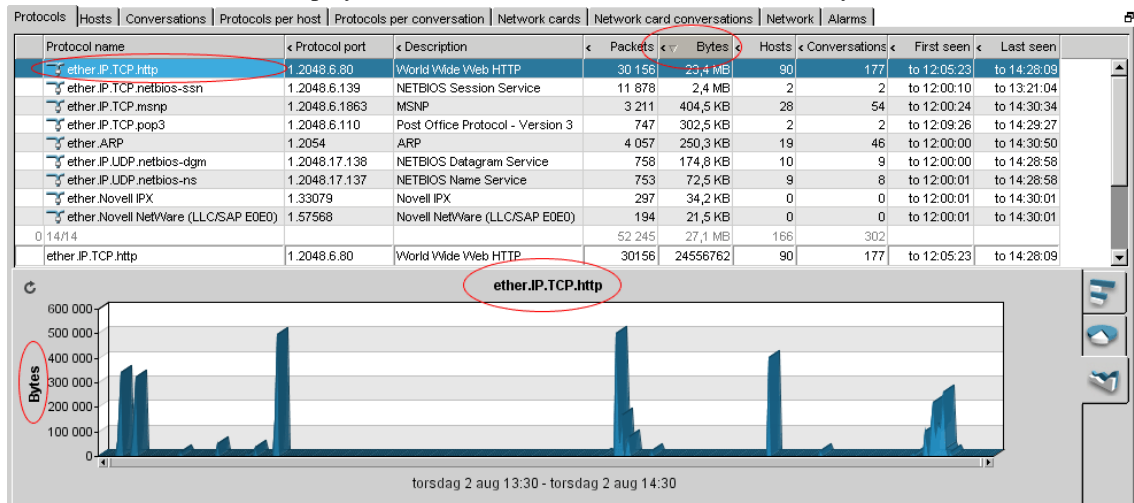 Protocols Hosts Conversations Protocols per host Protocols per conversation Network cards Network card conversations Network Alarms
Protocol name < Protocol port < Description < Packets < Bytes < Hosts < Conversations < First seen < Last seen
ether.IP.TCP.http 1.2048.6.80 World Wide Web HTTP 30 156 23,4 MB 90 177 to 12:05:23 to 14:28:09
ether.IP.TCP.netbios-ssn 1.2048.6.139 NETBIOS Session Service 11 878 2,4 MB 2 2 to 12:00:10 to 13:21:04
ether.IP.TCP.msnp 1.2048.6.1863 MSNP 3 211 404,5 KB 28 54 to 12:00:24 to 14:30:34
ether.IP.TCP.pop3 1.2048.6.110 Post Office Protocol - Version 3 747 302,5 KB 2 2 to 12:09:26 to 14:29:27
ether.ARP 1.2054 ARP 4 057 250,3 KB 19 46 to 12:00:00 to 14:30:50
ether.IP.UDP.netbios-dgm 1.2048.17.138 NETBIOS Datagram Service 758 174,8 KB 10 9 to 12:00:00 to 14:28:58
ether.IP.UDP.netbios-ns 1.2048.17.137 NETBIOS Name Service 753 72,5 KB 9 8 to 12:00:01 to 14:28:58
ether.Novell IPX 1.33079 Novell IPX 297 34,2 KB 0 0 to 12:00:01 to 14:30:01
ether.Novell NetWare (LLC/SAP E0E0) 1.57568 Novell NetWare (LLC/SAP E0E0) 194 21,5 KB 0 0 to 12:00:01 to 14:30:01
0 14/14 52 245 27,1 MB 166 302
ether.IP.TCP.http 1.2048.6.80 World Wide Web HTTP 30156 24556762 90 177 to 12:05:23 to 14:28:09
ether.IP.TCP.http
Bytes
600 000
500 000
400 000
300 000
200 000
100 000
0
torsdag 2 aug 13:30 - torsdag 2 aug 14:30